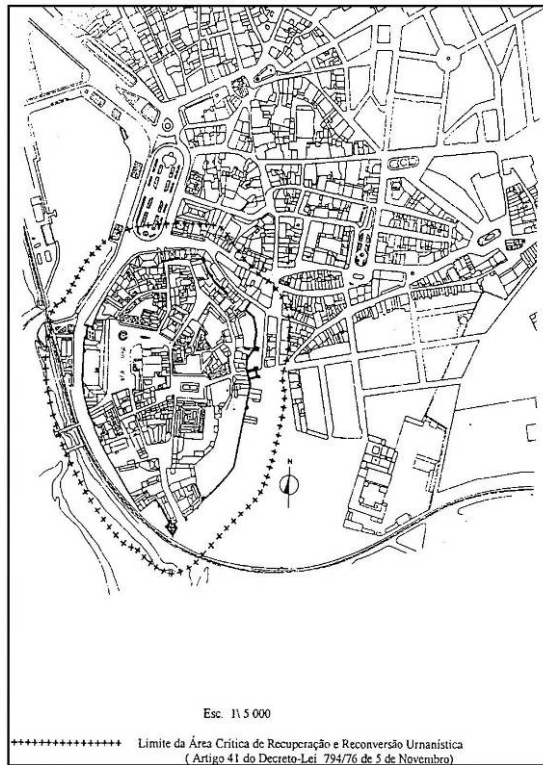 N
Esc. 1\ 5 000
Limite da Área Critica de Recuperação e Reconversão Urnanística
( Artigo 41 do Decreto-Lei 794/76 de 5 de Novembro)